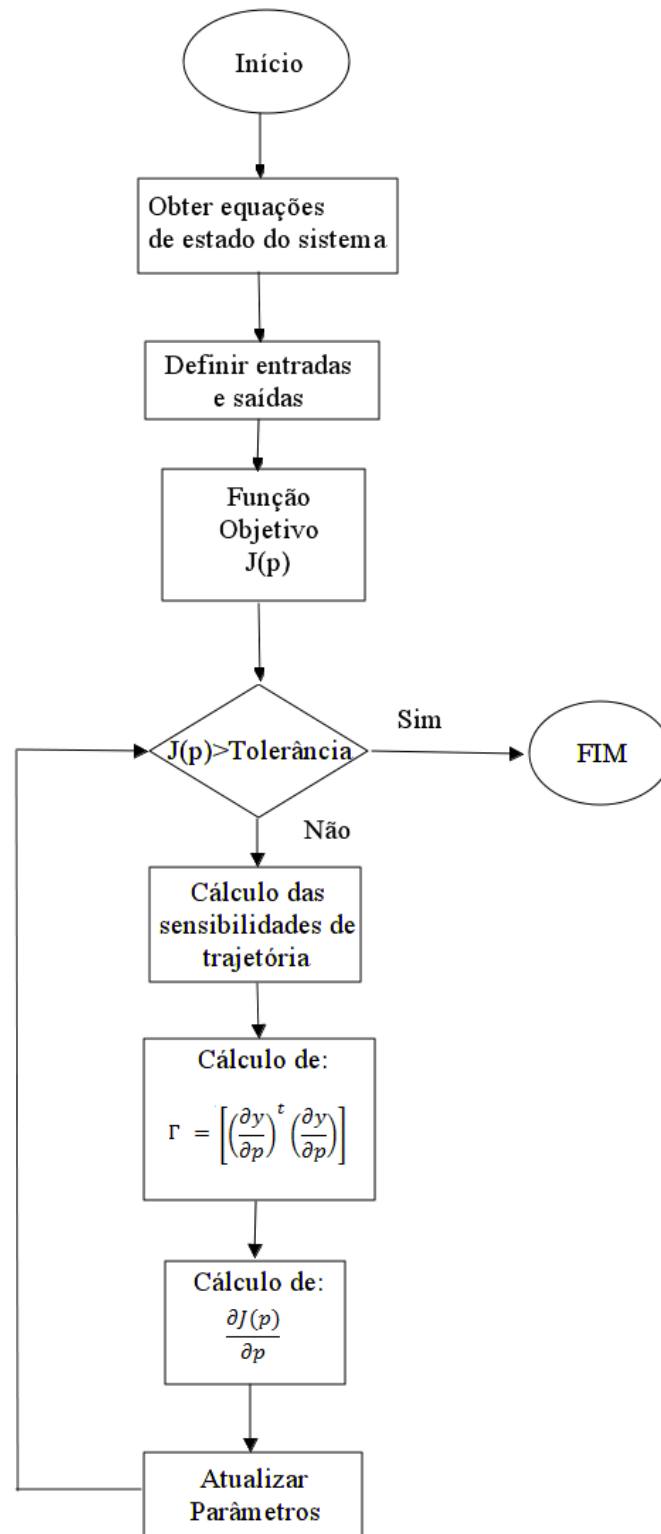 Início
Obter equações
de estado do sistema
Definir entradas
e saídas
Função
Objetivo
J(p)
J(p)>Tolerância
Sim
FIM
Não
Cálculo das
sensibilidades de
trajetória
Cálculo de:
Γ = [(∂y/∂p)^t (∂y/∂p)]
Cálculo de:
∂J(p)/∂p
Atualizar
Parâmetros